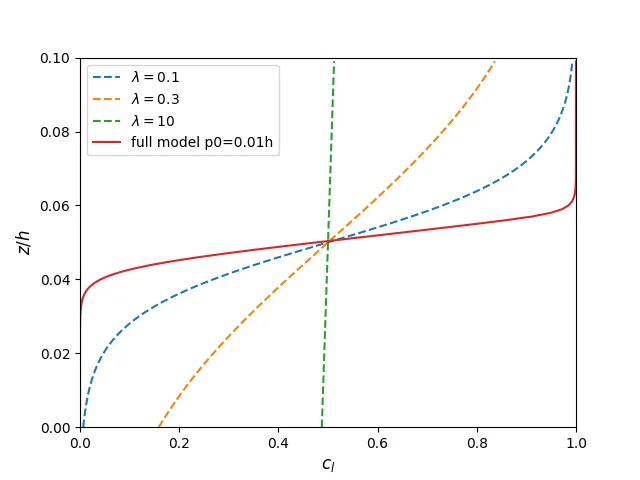 0.10
0.08
0.06
0.04
0.02
0.00
z/h
λ = 0.1
λ = 0.3
λ = 10
full model p0=0.01h
0.0 0.2 0.4 0.6 0.8 1.0
c_l